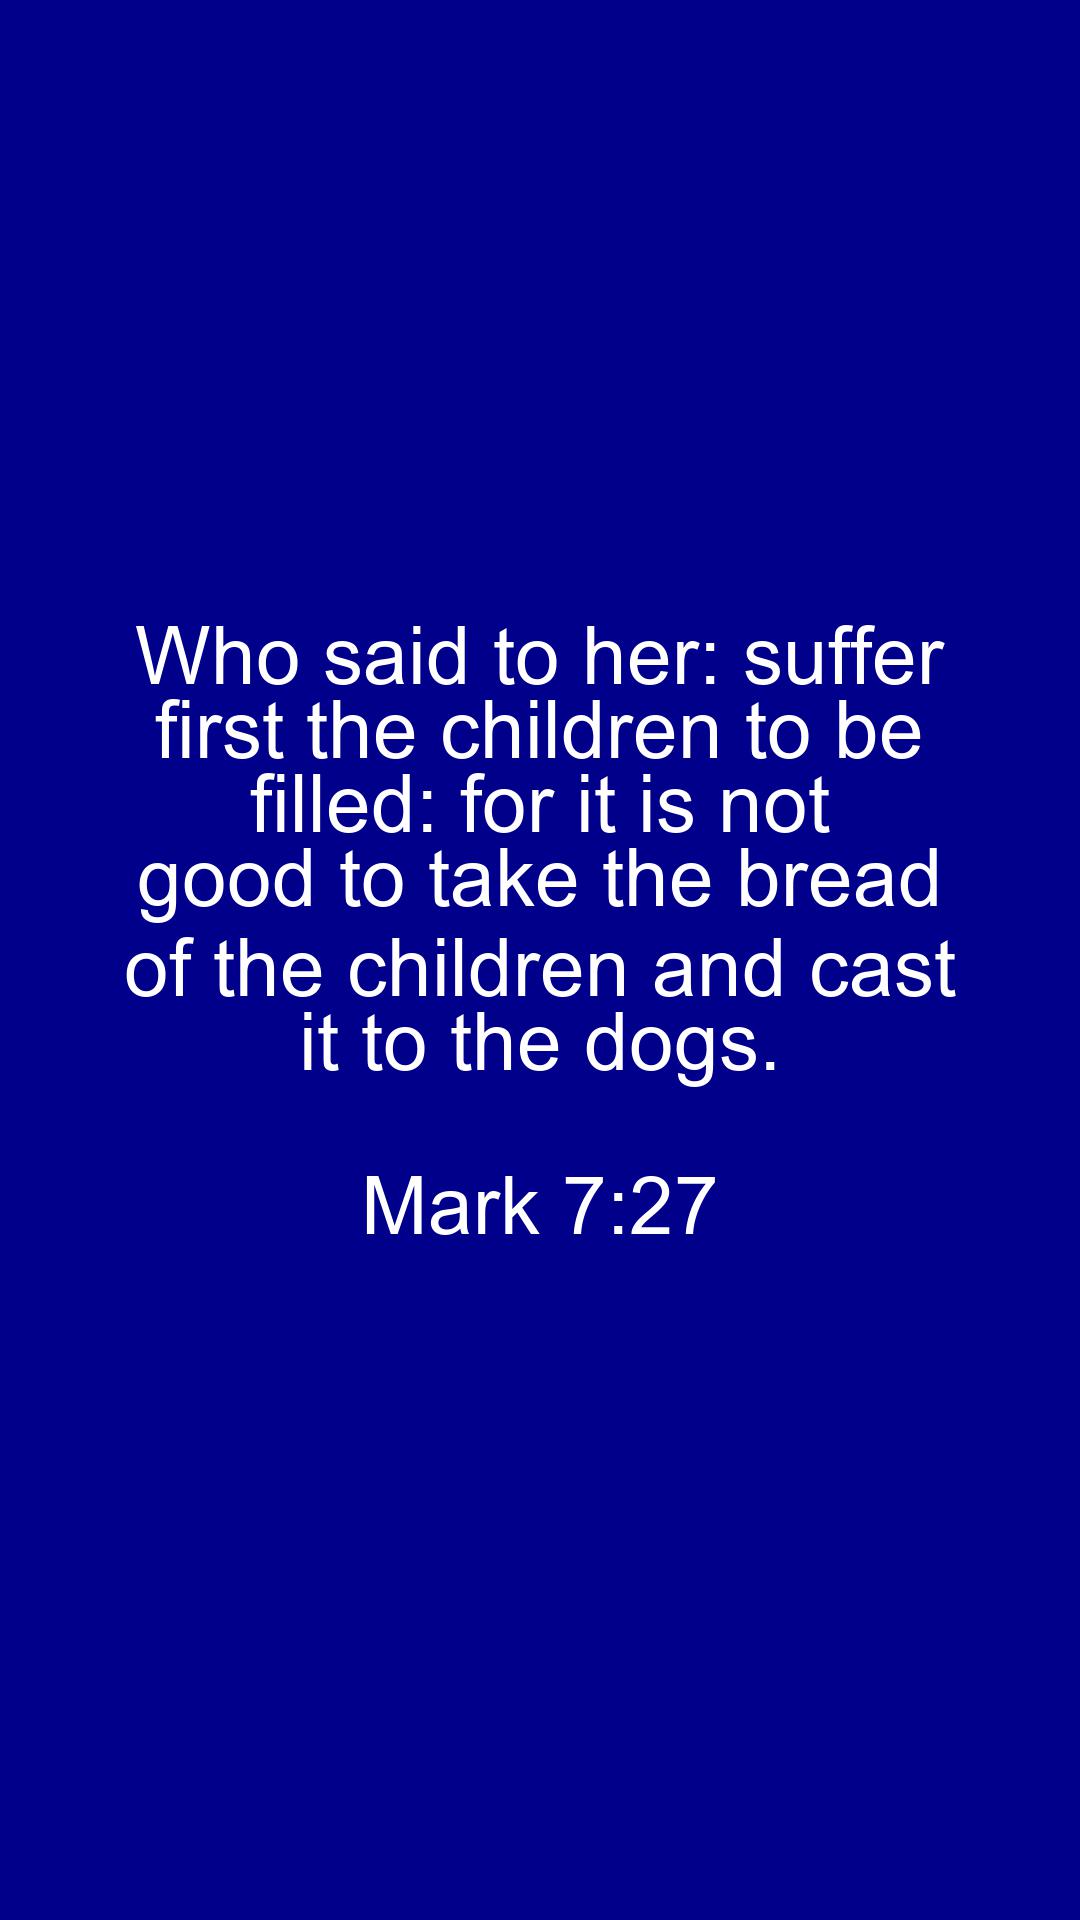 Who said to her: suffer
first the children to be
filled: for it is not
good to take the bread
of the children and cast
it to the dogs.
Mark 7:27